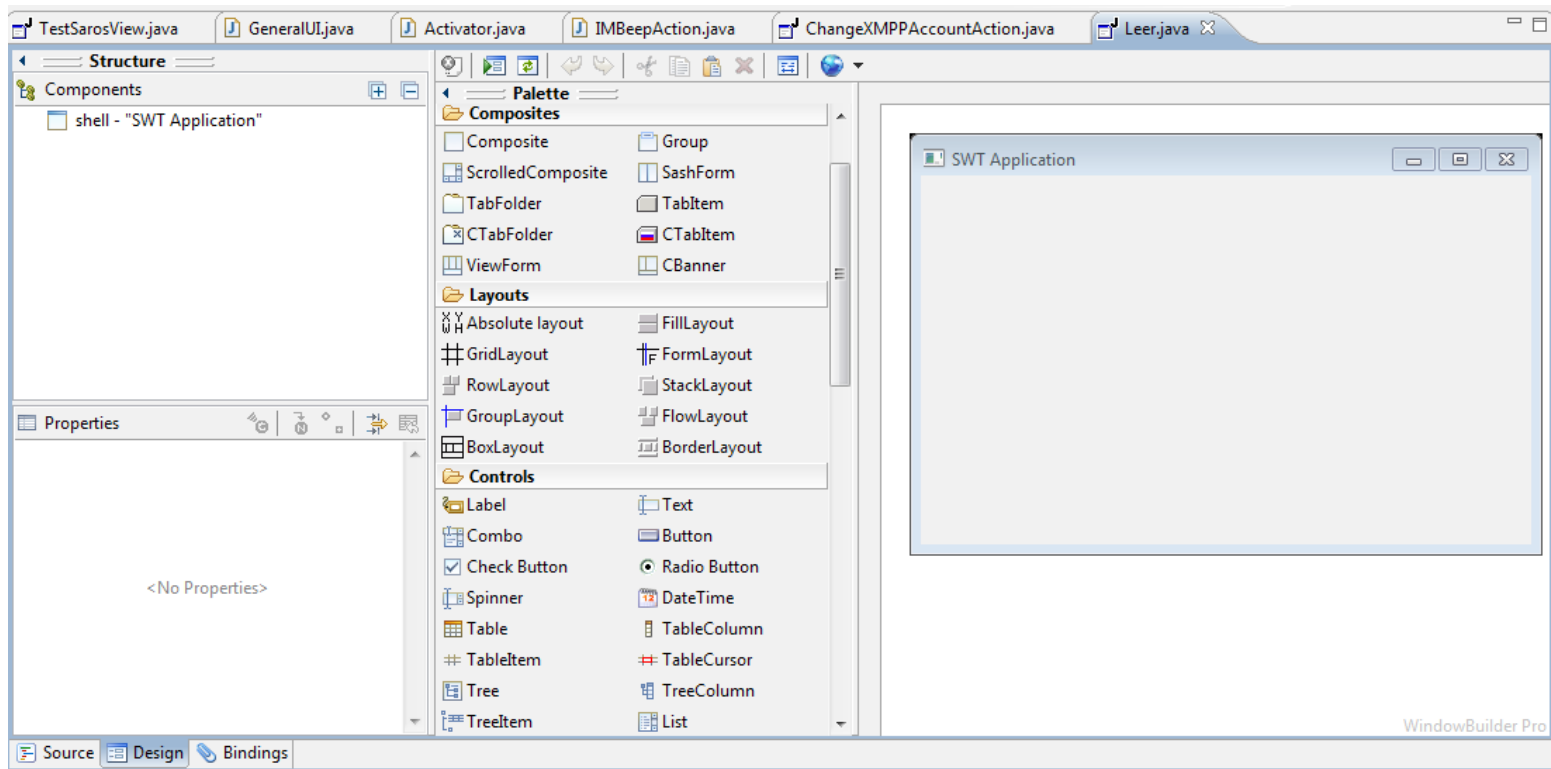 TestSarosView.java GeneralUI.java Activator.java IMBeepAction.java ChangeXMPPAccountAction.java Leer.java
Structure
Components
shell - "SWT Application"
Properties
<No Properties>
Palette
Composites
Composite Group
ScrolledComposite SashForm
TabFolder TabItem
CTabFolder CTabItem
ViewForm CBanner
Layouts
Absolute layout FillLayout
GridLayout FormLayout
RowLayout StackLayout
GroupLayout FlowLayout
BoxLayout BorderLayout
Controls
Label Text
Combo Button
Check Button Radio Button
Spinner DateTime
Table TableColumn
TableItem TableCursor
Tree TreeColumn
TreeItem List
SWT Application
WindowBuilder Pro
Source Design Bindings